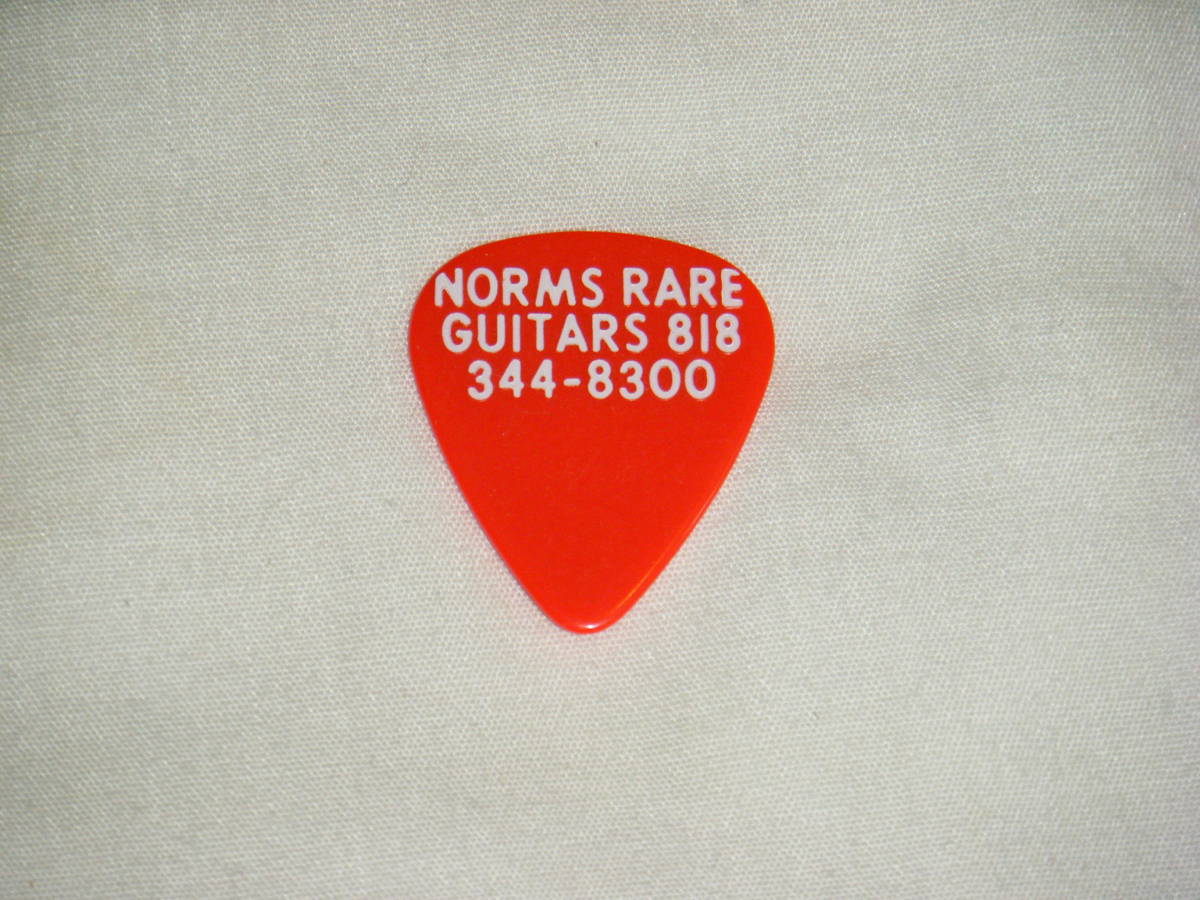 NORMS RARE
GUITARS 818
344-8300